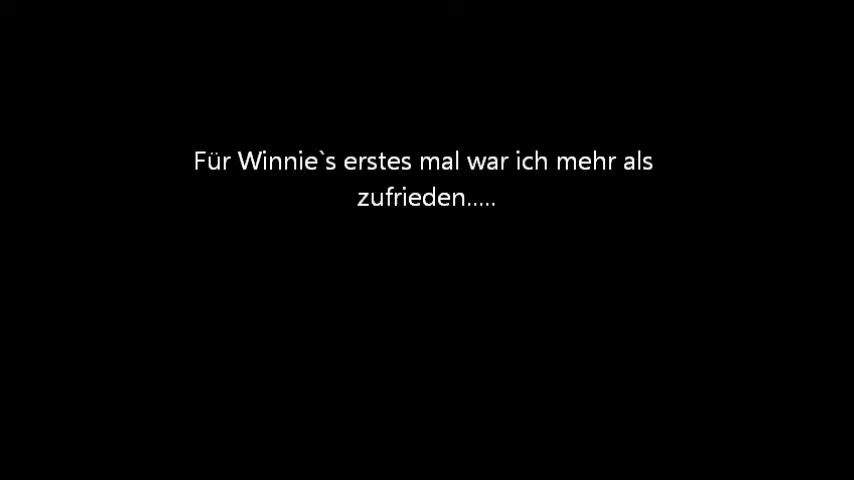 Für Winnie`s erstes mal war ich mehr als
zufrieden.....